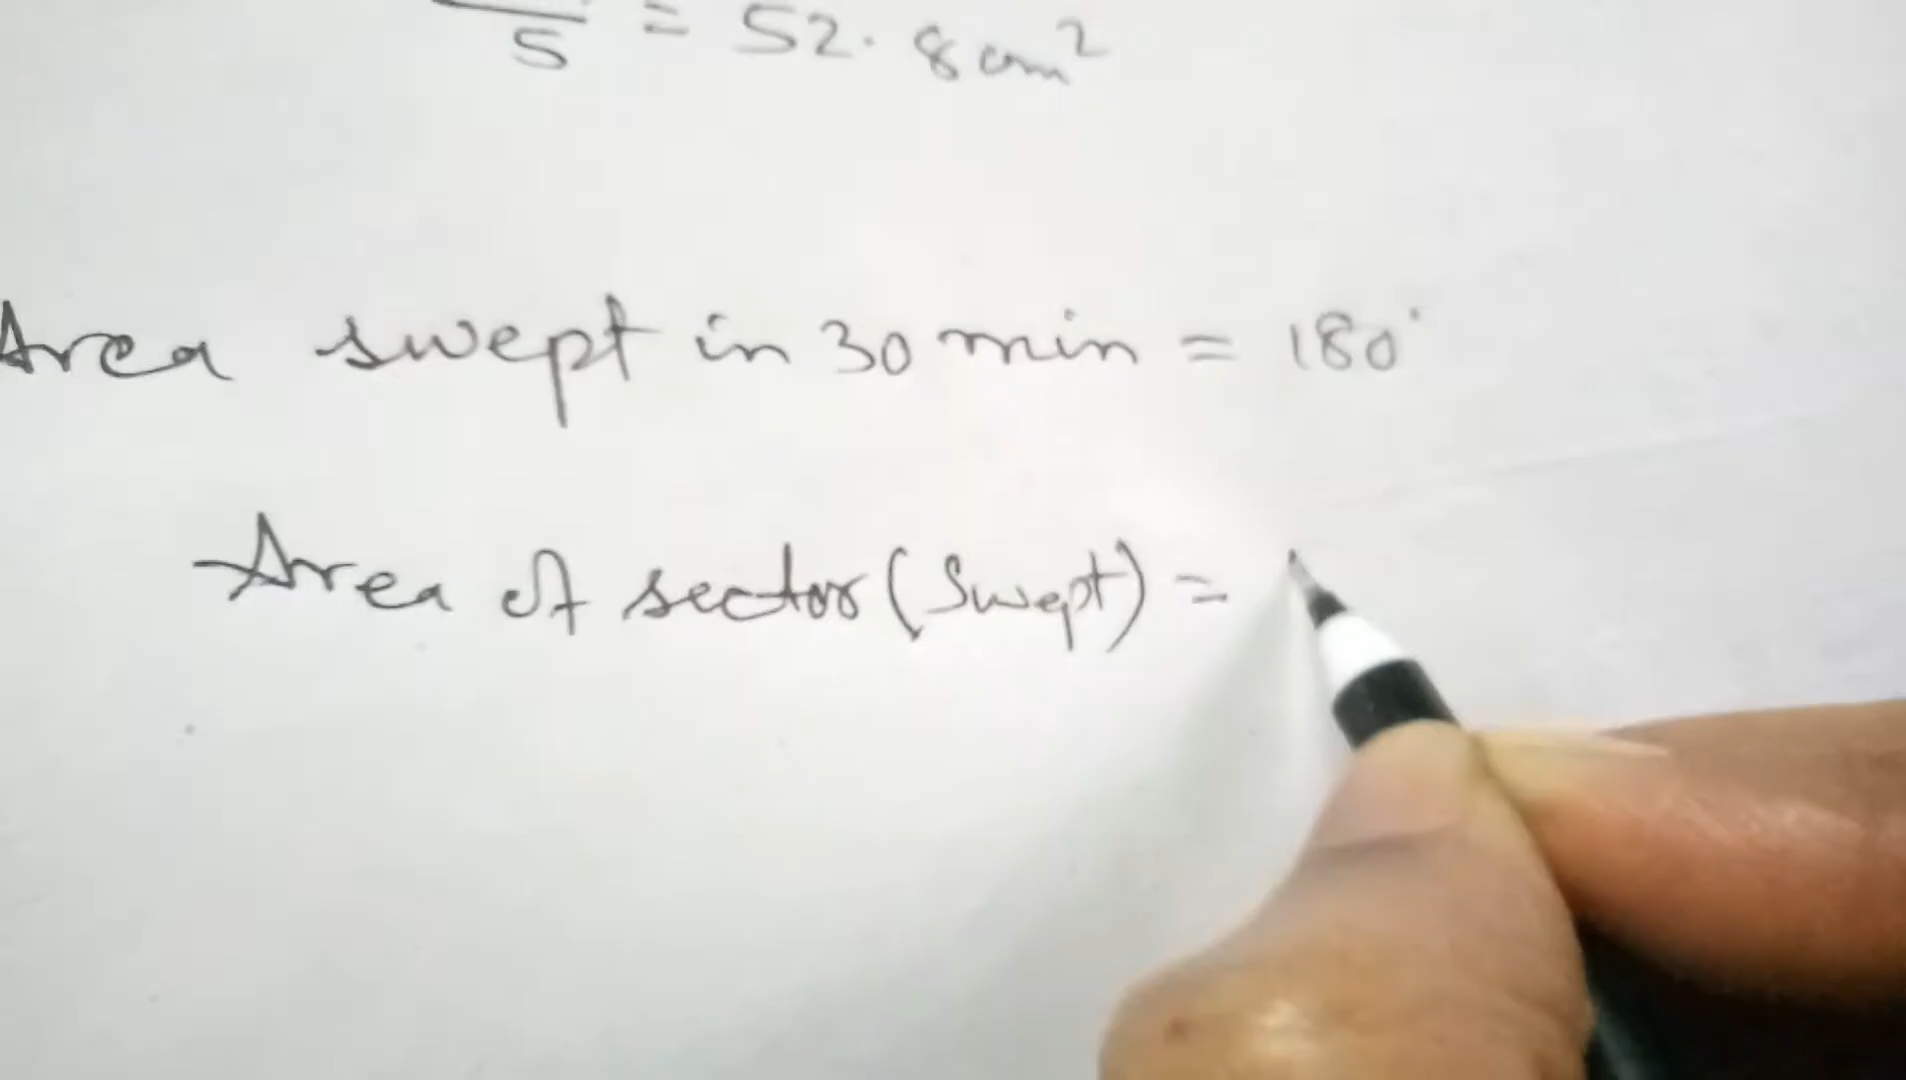 5 = 52.8 cm²
Area swept in 30 min = 180°
Area of sector (Swept) =